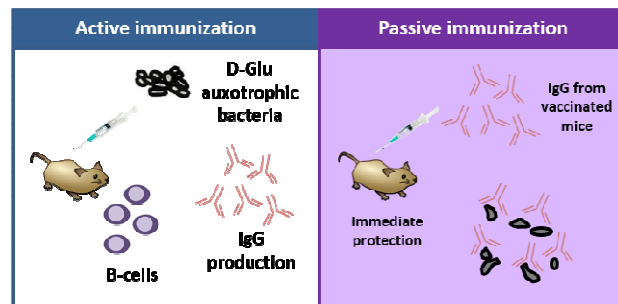 Active immunization
D-Glu
auxotrophic
bacteria
B-cells
IgG
production
Passive immunization
IgG from
vaccinated
mice
Immediate
protection